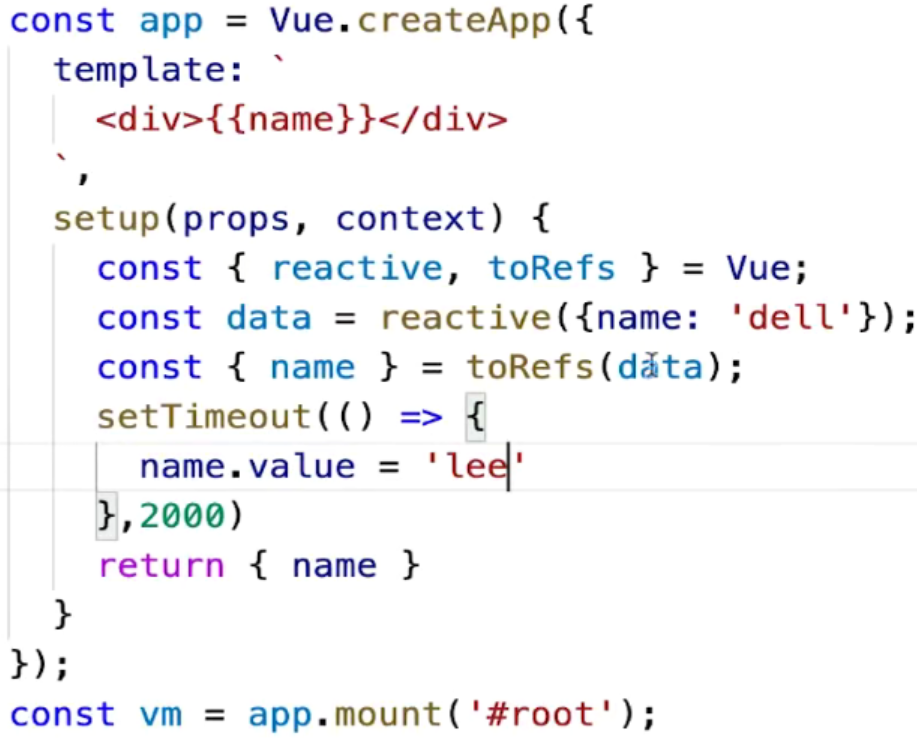 const app = Vue.createApp({
template: `
<div>{{name}}</div>
`,
setup(props, context) {
const { reactive, toRefs } = Vue;
const data = reactive({name: 'dell'});
const { name } = toRefs(data);
setTimeout(() => {
name.value = 'lee'
},2000)
return { name }
}
});
const vm = app.mount('#root');